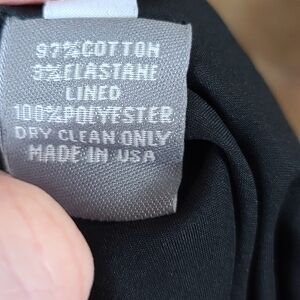 97%COTTON
3%ELASTANE
LINED
100%POLYESTER
DRY CLEAN ONLY
MADE IN USA